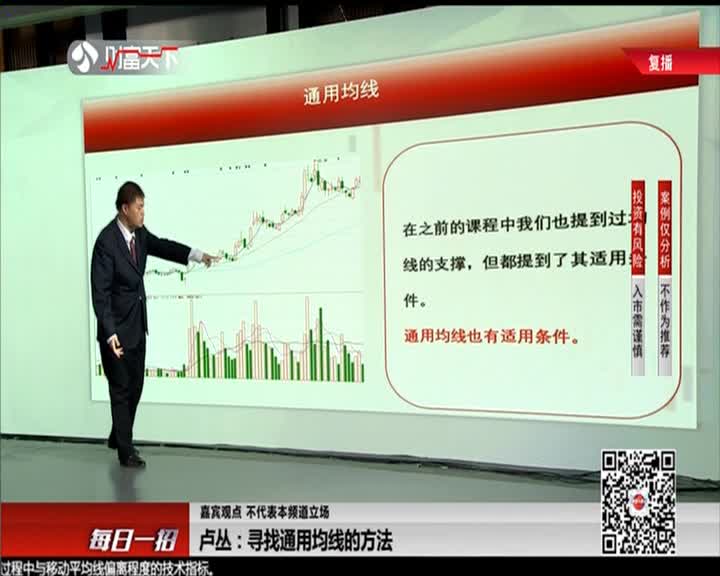 财富天下
复播
通用均线
在之前的课程中我们也提到过均
线的支撑，但都提到了其适用条
件。
通用均线也有适用条件。
案例仅分析 不作为推荐
投资有风险 入市需谨慎
嘉宾观点 不代表本频道立场
每日一招
卢丛：寻找通用均线的方法
过程中与移动平均线偏离程度的技术指标。